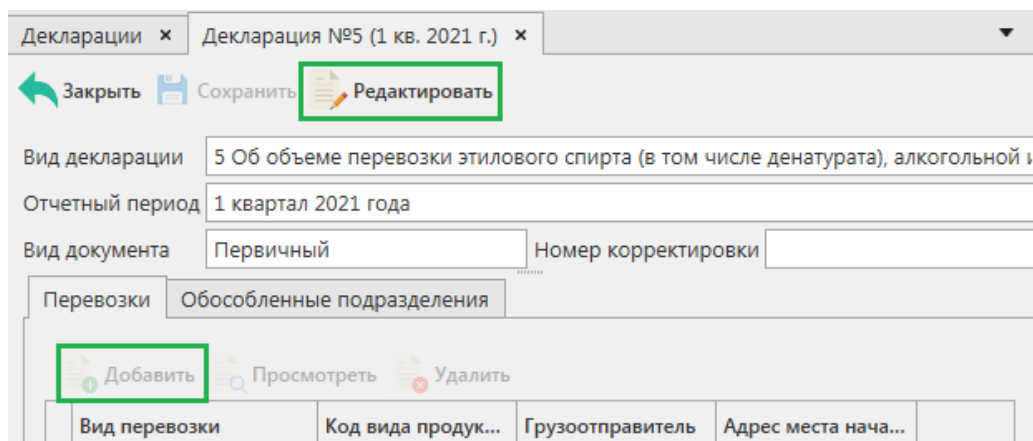 Декларации × Декларация №5 (1 кв. 2021 г.) ×
Закрыть Сохранить Редактировать
Вид декларации 5 Об объеме перевозки этилового спирта (в том числе денатурата), алкогольной и
Отчетный период 1 квартал 2021 года
Вид документа Первичный Номер корректировки
Перевозки Обособленные подразделения
Добавить Просмотреть Удалить
Вид перевозки Код вида продук... Грузоотправитель Адрес места нача...